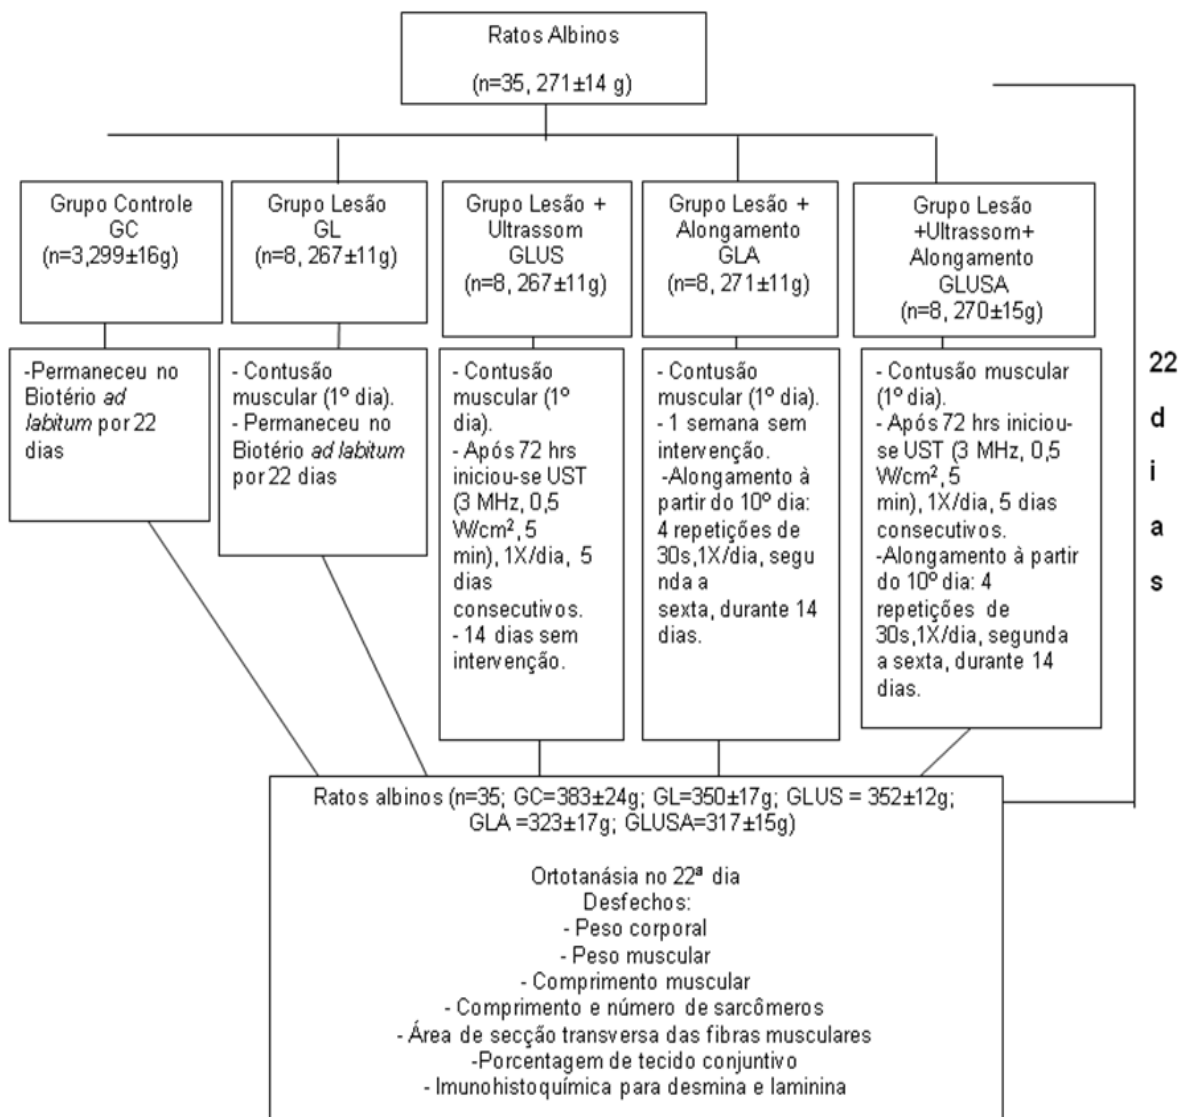 Ratos Albinos
(n=35, 271±14 g)
Grupo Controle
GC
(n=3,299±16g)
Grupo Lesão
GL
(n=8, 267±11g)
Grupo Lesão +
Ultrassom
GLUS
(n=8, 267±11g)
Grupo Lesão +
Alongamento
GLA
(n=8, 271±11g)
Grupo Lesão
+Ultrassom+
Alongamento
GLUSA
(n=8, 270±15g)
-Permaneceu no
Biotério ad
labitum por 22
dias
- Contusão
muscular (1º dia).
- Permaneceu no
Biotério ad labitum
por 22 dias
- Contusão
muscular (1º
dia).
- Após 72 hrs
iniciou-se UST
(3 MHz, 0,5
W/cm², 5
min), 1X/dia, 5
dias
consecutivos.
- 14 dias sem
intervenção.
- Contusão
muscular (1º dia).
- 1 semana sem
intervenção.
-Alongamento à
partir do 10º dia:
4 repetições de
30s,1X/dia, segu
nda a
sexta, durante 14
dias.
- Contusão muscular
(1º dia).
- Após 72 hrs iniciou-
se UST (3 MHz, 0,5
W/cm², 5
min), 1X/dia, 5 dias
consecutivos.
-Alongamento à partir
do 10º dia: 4
repetições de
30s,1X/dia, segunda
a sexta, durante 14
dias.
22
d
i
a
s
Ratos albinos (n=35; GC=383±24g; GL=350±17g; GLUS = 352±12g;
GLA =323±17g; GLUSA=317±15g)
Ortotanásia no 22ª dia
Desfechos:
- Peso corporal
- Peso muscular
- Comprimento muscular
- Comprimento e número de sarcômeros
- Área de secção transversa das fibras musculares
-Porcentagem de tecido conjuntivo
- Imunohistoquímica para desmina e laminina